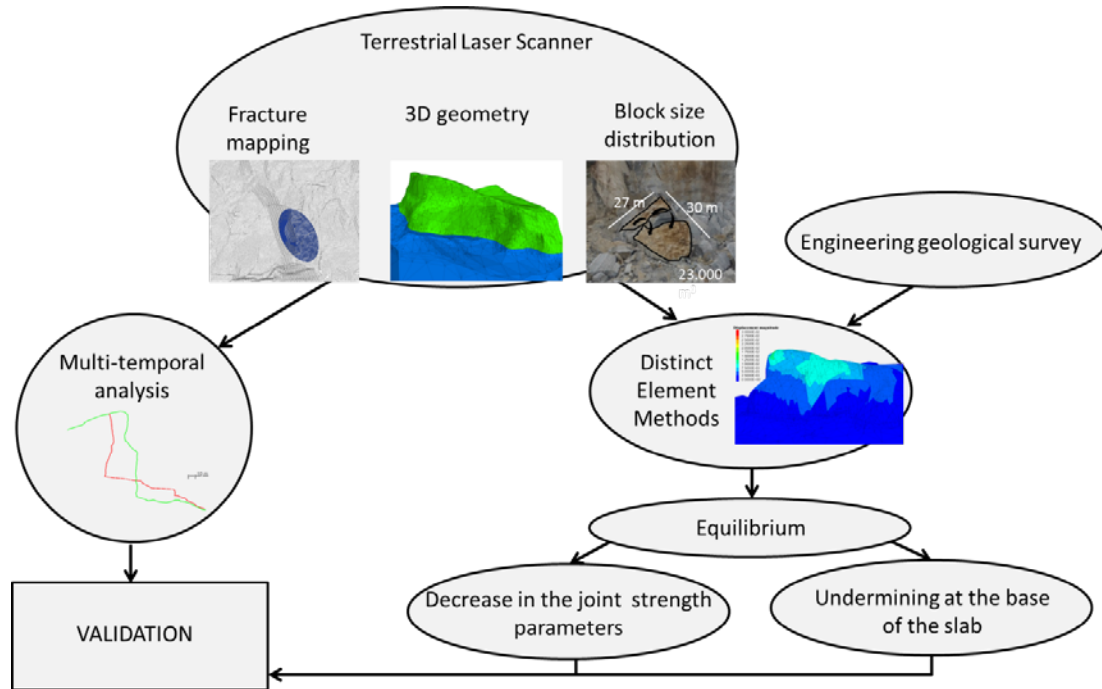 Terrestrial Laser Scanner
Fracture
mapping
3D geometry
Block size
distribution
27 m
30 m
23,000
m³
Engineering geological survey
Multi-temporal
analysis
Distinct
Element
Methods
Equilibrium
Decrease in the joint strength
parameters
Undermining at the base
of the slab
VALIDATION